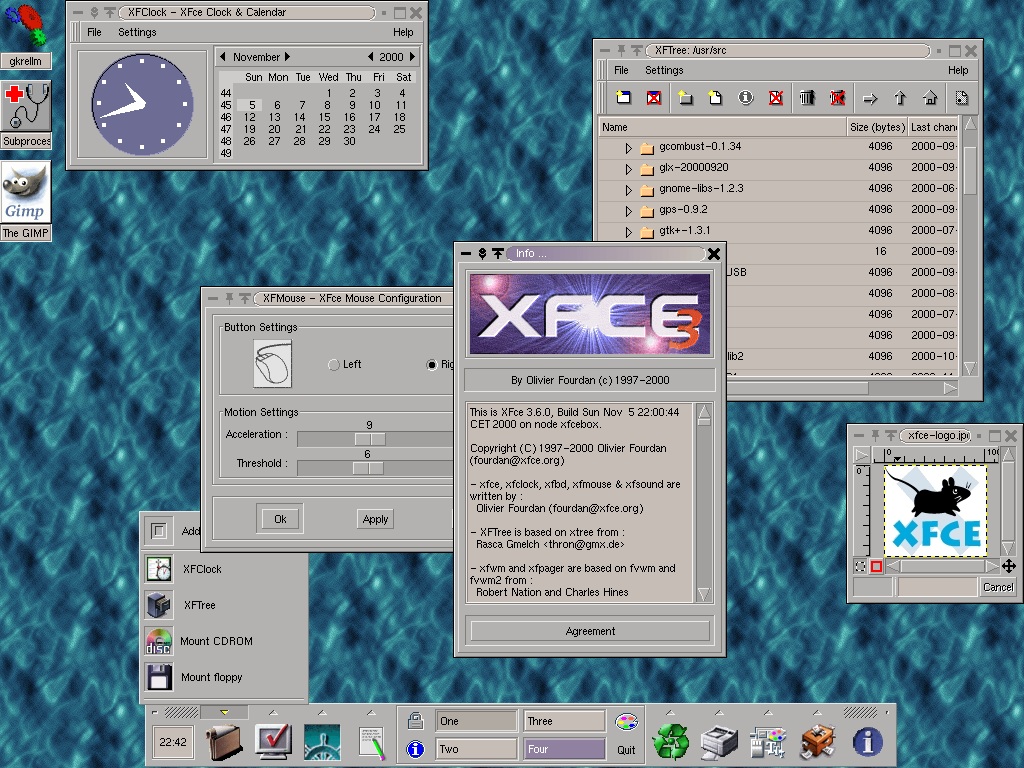 XFClock - XFce Clock & Calendar
File Settings Help
November 2000
Sun Mon Tue Wed Thu Fri Sat
44 1 2 3 4
45 5 6 7 8 9 10 11
46 12 13 14 15 16 17 18
47 19 20 21 22 23 24 25
48 26 27 28 29 30
49
gkrellm
Subproces
Gimp
The GIMP
XFTree: /usr/src
File Settings Help
Name Size (bytes) Last chan
gcombust-0.1.34 4096 2000-09-
glx-20000920 4096 2000-09-
gnome-libs-1.2.3 4096 2000-06-
gps-0.9.2 4096 2000-09-
gtk+-1.3.1 4096 2000-07-
16 2000-09-
USB 4096 2000-09-
4096 2000-08-
4096 2000-07-
4096 2000-09-
lib2 4096 2000-10-
XFMouse - XFce Mouse Configuration
Button Settings
Left Rig
Motion Settings
Acceleration : 9
Threshold : 6
Ok Apply
Info ...
XFCE 3
By Olivier Fourdan (c) 1997-2000
This is XFce 3.6.0, Build Sun Nov 5 22:00:44
CET 2000 on node xfcebox.
Copyright (C) 1997-2000 Olivier Fourdan
(fourdan@xfce.org)
- xfce, xfclock, xfbd, xfmouse & xfsound are
written by :
Olivier Fourdan (fourdan@xfce.org)
- XFTree is based on xtree from :
Rasca Gmelch <thron@gmx.de>
- xfwm and xfpager are based on fvwm and
fvwm2 from :
Robert Nation and Charles Hines
Agreement
xfce-logo.jp
0 100
0
XFCE
Cancel
Add
XFClock
XFTree
disc Mount CDROM
Mount floppy
22:42
One Three
Two Four
Quit